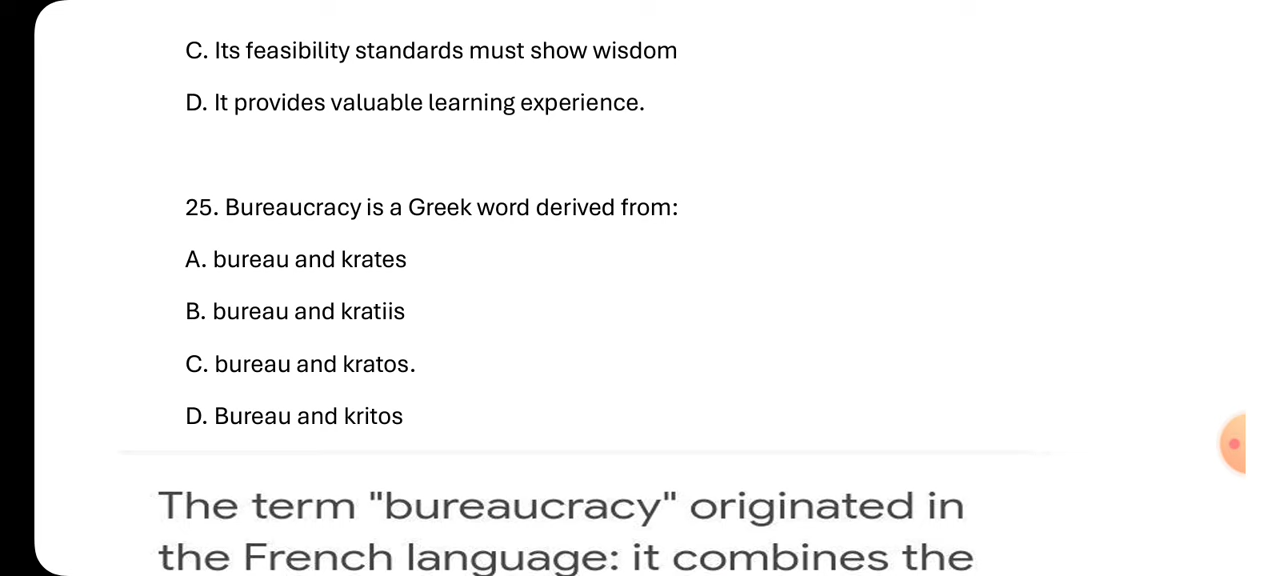 C. Its feasibility standards must show wisdom
D. It provides valuable learning experience.
25. Bureaucracy is a Greek word derived from:
A. bureau and krates
B. bureau and kratiis
C. bureau and kratos.
D. Bureau and kritos
The term "bureaucracy" originated in
the French language: it combines the